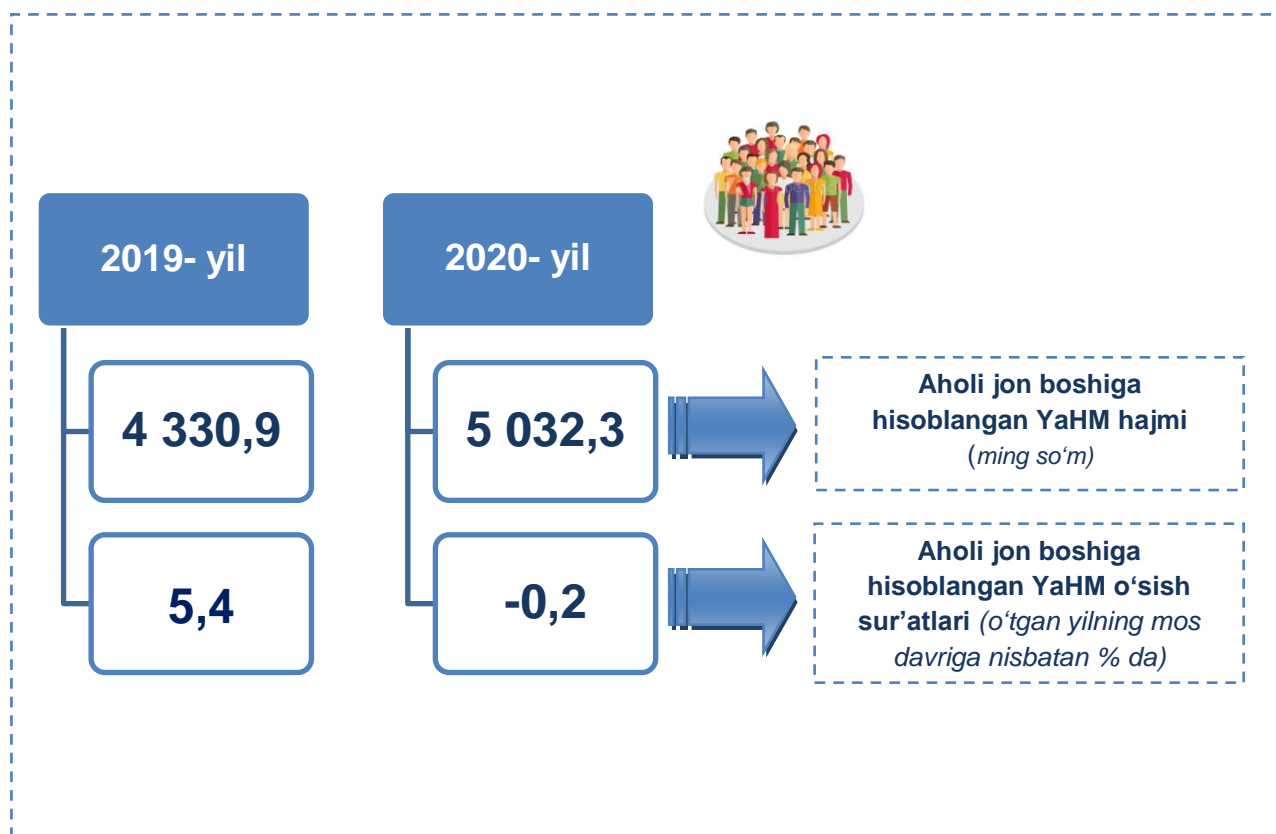 2019- yil
2020- yil
4 330,9
5 032,3
Aholi jon boshiga
hisoblangan YaHM hajmi
(ming so‘m)
5,4
-0,2
Aholi jon boshiga
hisoblangan YaHM o‘sish
sur’atlari (o‘tgan yilning mos
davriga nisbatan % da)